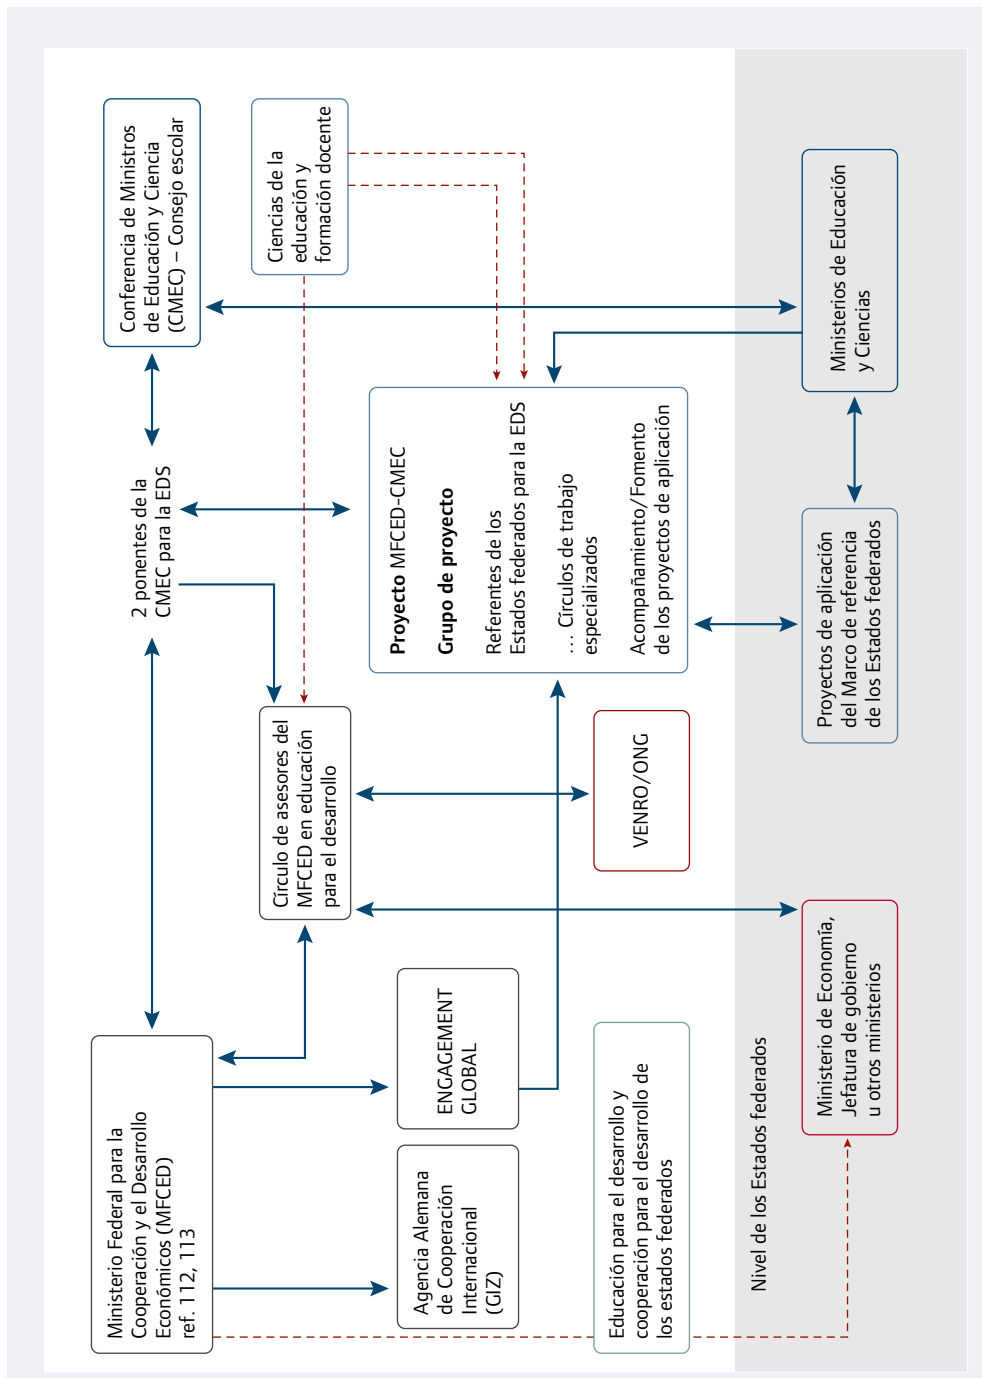 Ministerio Federal para la
Cooperación y el Desarrollo
Económicos (MFCED)
ref. 112, 113
2 ponentes de la
CMEC para la EDS
Conferencia de Ministros
de Educación y Ciencia
(CMEC) – Consejo escolar
Círculo de asesores del
MFCED en educación
para el desarrollo
Ciencias de la
educación y
formación docente
Agencia Alemana
de Cooperación
Internacional
(GIZ)
ENGAGEMENT
GLOBAL
Proyecto MFCED-CMEC
Grupo de proyecto
Referentes de los
Estados federados para la EDS
… Círculos de trabajo
especializados
Acompañamiento/Fomento
de los proyectos de aplicación
Educación para el desarrollo y
cooperación para el desarrollo de
los estados federados
VENRO/ONG
Nivel de los Estados federados
Ministerio de Economía,
Jefatura de gobierno
u otros ministerios
Proyectos de aplicación
del Marco de referencia
de los Estados federados
Ministerios de Educación
y Ciencias